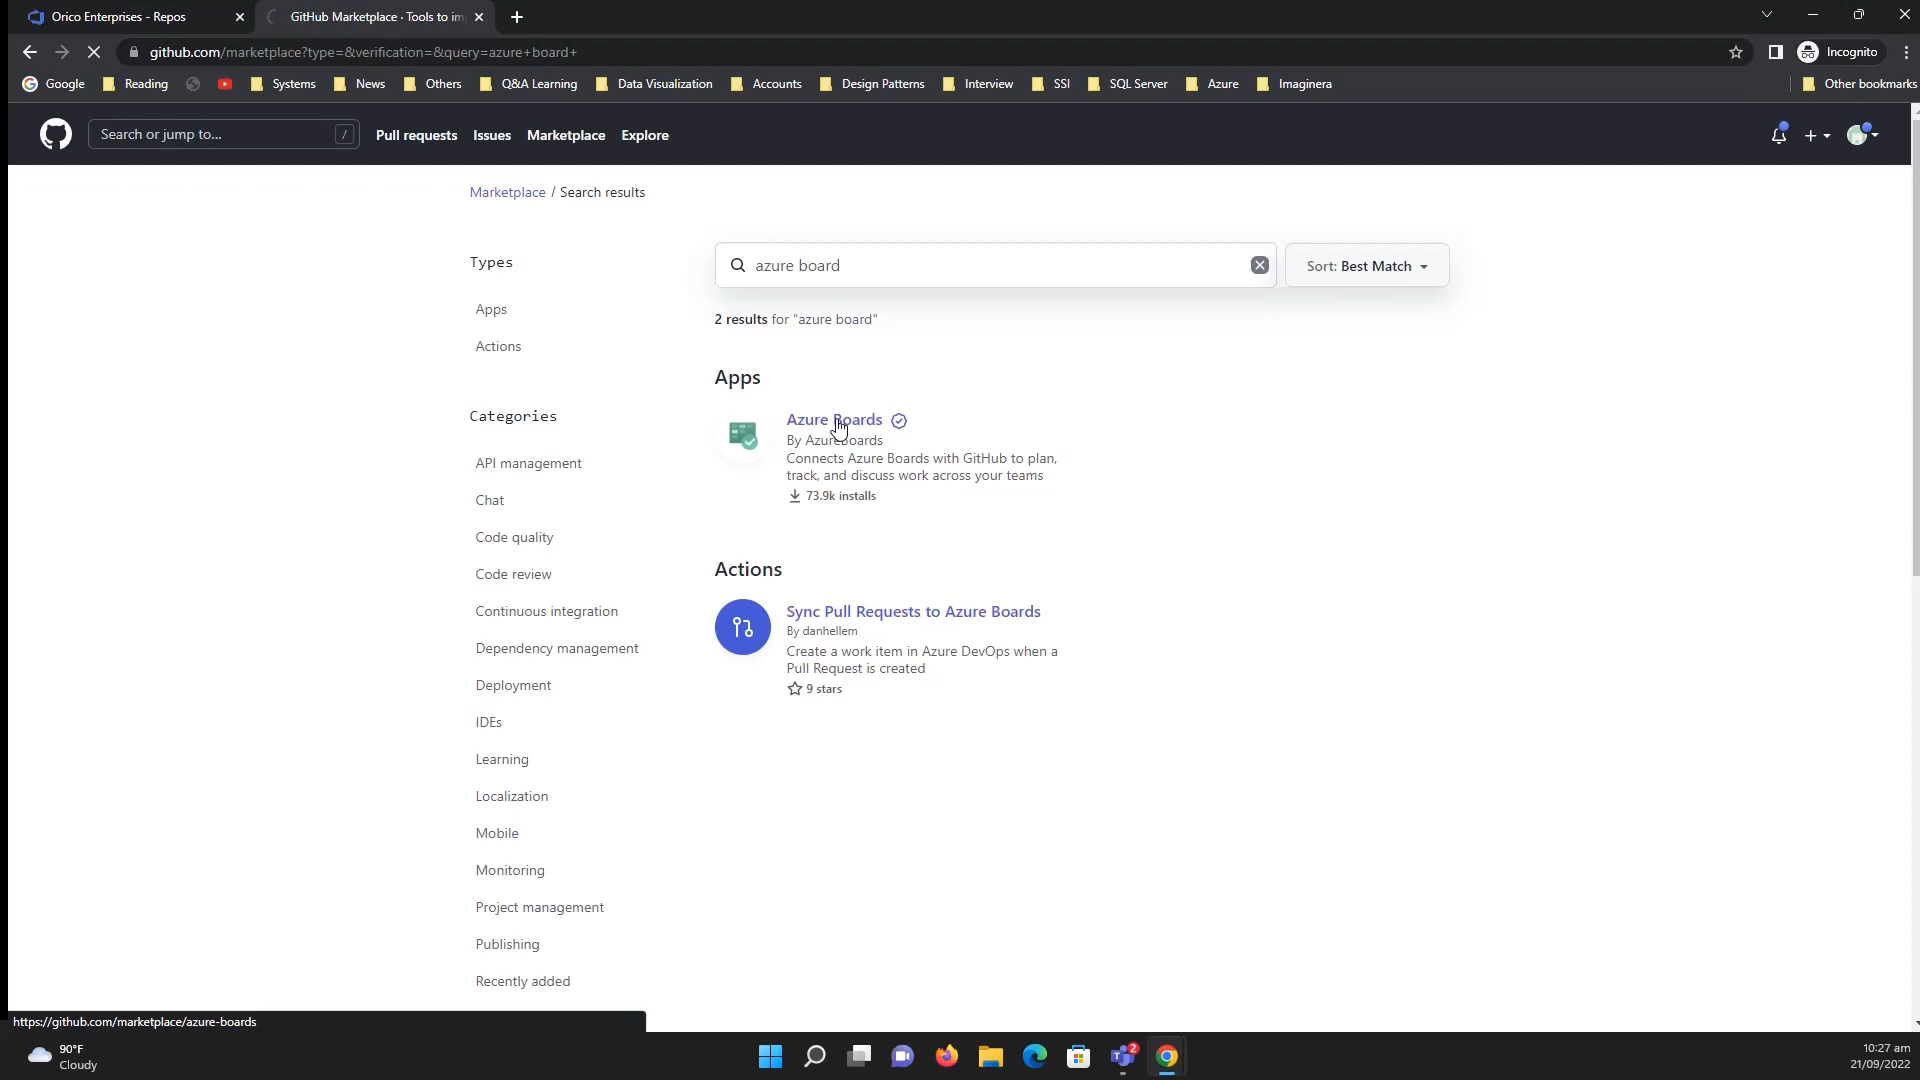 Orico Enterprises - Repos
GitHub Marketplace · Tools to im
github.com/marketplace?type=&verification=&query=azure+board+
Incognito
Google
Reading
Systems
News
Others
Q&A Learning
Data Visualization
Accounts
Design Patterns
Interview
SSI
SQL Server
Azure
Imaginera
Other bookmarks
Search or jump to...
/
Pull requests
Issues
Marketplace
Explore
Marketplace / Search results
Types
Apps
Actions
Categories
API management
Chat
Code quality
Code review
Continuous integration
Dependency management
Deployment
IDEs
Learning
Localization
Mobile
Monitoring
Project management
Publishing
Recently added
azure board
Sort: Best Match
2 results for "azure board"
Apps
Azure Boards
By AzureBoards
Connects Azure Boards with GitHub to plan,
track, and discuss work across your teams
73.9k installs
Actions
Sync Pull Requests to Azure Boards
By danhellem
Create a work item in Azure DevOps when a
Pull Request is created
9 stars
https://github.com/marketplace/azure-boards
90°F
Cloudy
2
10:27 am
21/09/2022